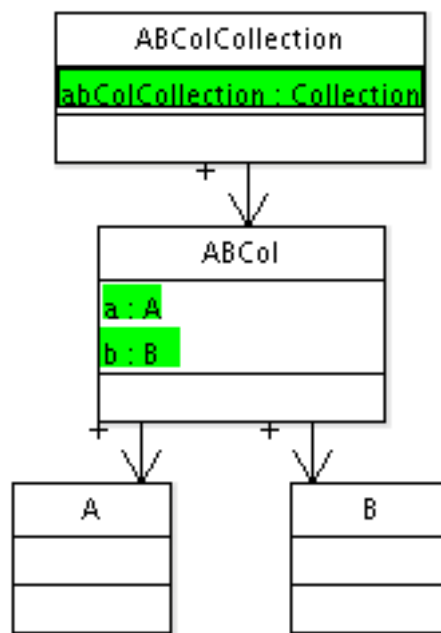 ABColCollection
abColCollection : Collection
+
ABCol
a : A
b : B
+ +
A B